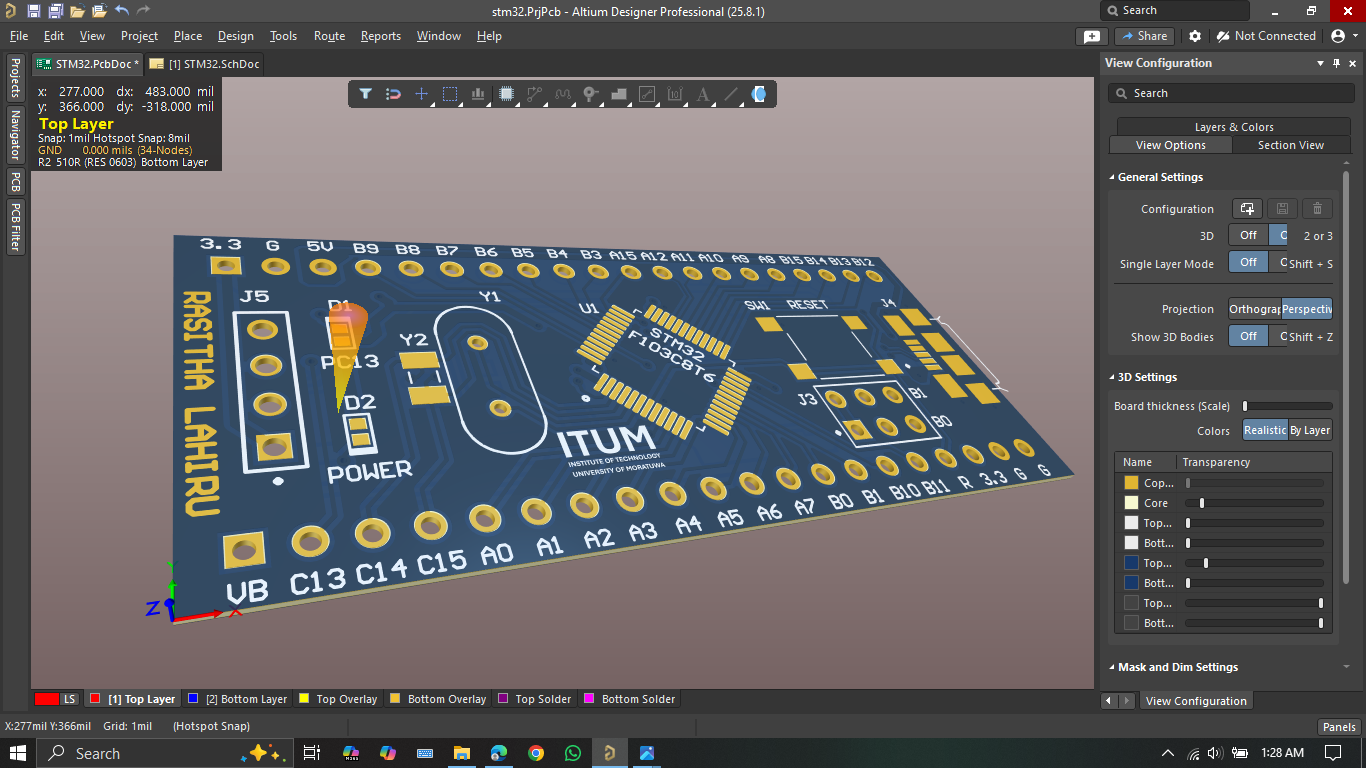 stm32.PrjPcb - Altium Designer Professional (25.8.1)
Search
File Edit View Project Place Design Tools Route Reports Window Help
Share
Not Connected
STM32.PcbDoc *
[1] STM32.SchDoc
Projects
Navigator
PCB
PCB Filter
x: 277.000 dx: 483.000 mil
y: 366.000 dy: -318.000 mil
Top Layer
Snap: 1mil Hotspot Snap: 8mil
GND 0.000 mils (34-Nodes)
R2 510R (RES 0603) Bottom Layer
3.3 G 5V B9 B8 B7 B6 B5 B4 B3 A15 A12 A11 A10 A9 A8 B15 B14 B13 B12
RASITHA LAHIRU
J5
D1
PC13
Y2
Y1
U1
STM32
F103C8T6
SW1 RESET
J4
D2
POWER
J3
B1
B0
ITUM
INSTITUTE OF TECHNOLOGY
UNIVERSITY OF MORATUWA
VB C13 C14 C15 A0 A1 A2 A3 A4 A5 A6 A7 B0 B1 B10 B11 R 3.3 G G
Z
X
View Configuration
Search
Layers & Colors
View Options
Section View
General Settings
Configuration
3D Off 2 or 3
Single Layer Mode Off Shift + S
Projection Orthograp Perspectiv
Show 3D Bodies Off Shift + Z
3D Settings
Board thickness (Scale)
Colors Realistic By Layer
Name Transparency
Cop...
Core
Top...
Bott...
Top...
Bott...
Top...
Bott...
Mask and Dim Settings
View Configuration
LS
[1] Top Layer
[2] Bottom Layer
Top Overlay
Bottom Overlay
Top Solder
Bottom Solder
X:277mil Y:366mil Grid: 1mil (Hotspot Snap)
Panels
Search
1:28 AM